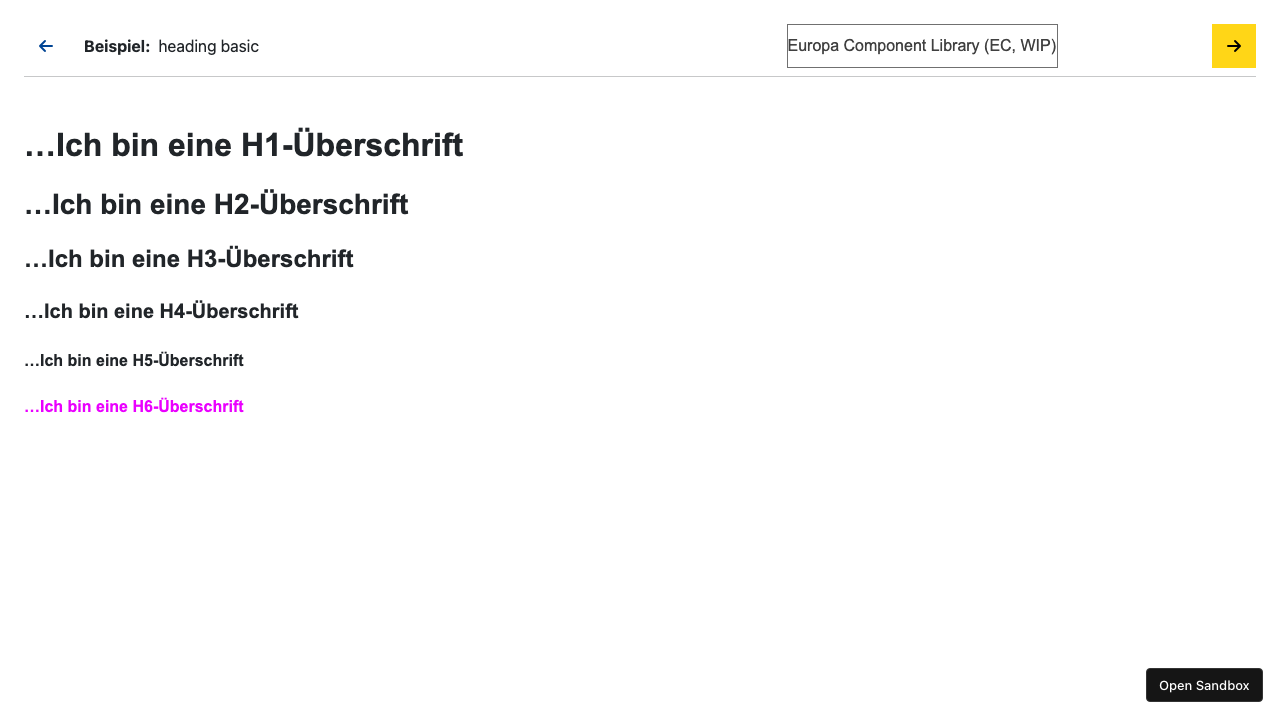 Beispiel: heading basic
Europa Component Library (EC, WIP)
…Ich bin eine H1-Überschrift
…Ich bin eine H2-Überschrift
…Ich bin eine H3-Überschrift
…Ich bin eine H4-Überschrift
…Ich bin eine H5-Überschrift
…Ich bin eine H6-Überschrift
Open Sandbox